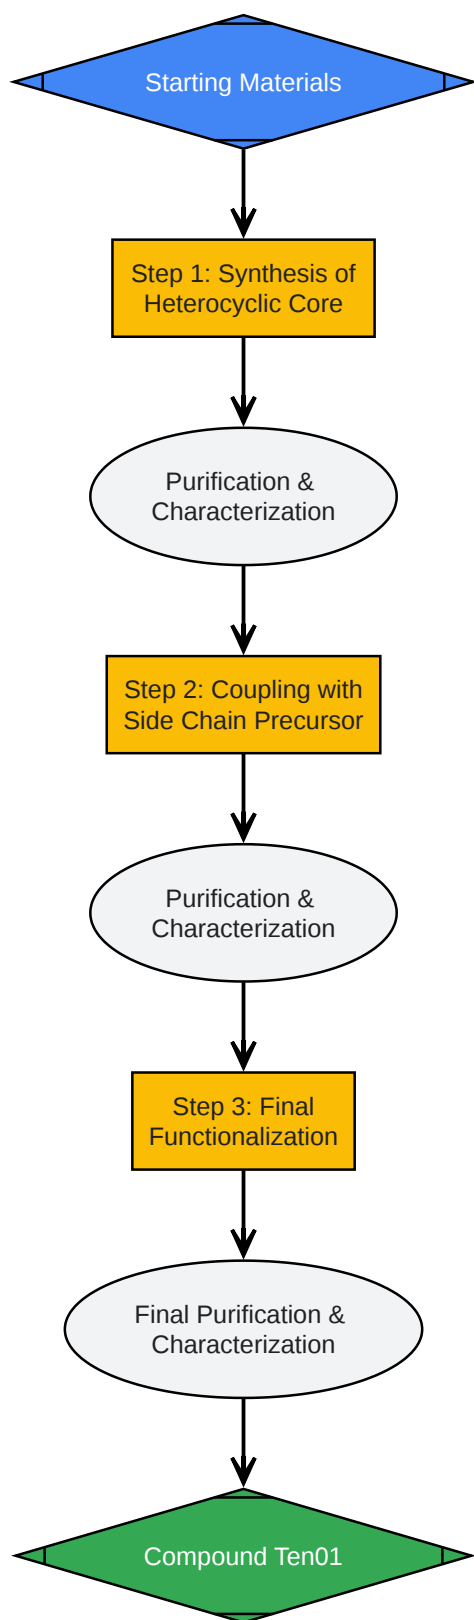 Starting Materials
Step 1: Synthesis of
Heterocyclic Core
Purification &
Characterization
Step 2: Coupling with
Side Chain Precursor
Purification &
Characterization
Step 3: Final
Functionalization
Final Purification &
Characterization
Compound Ten01